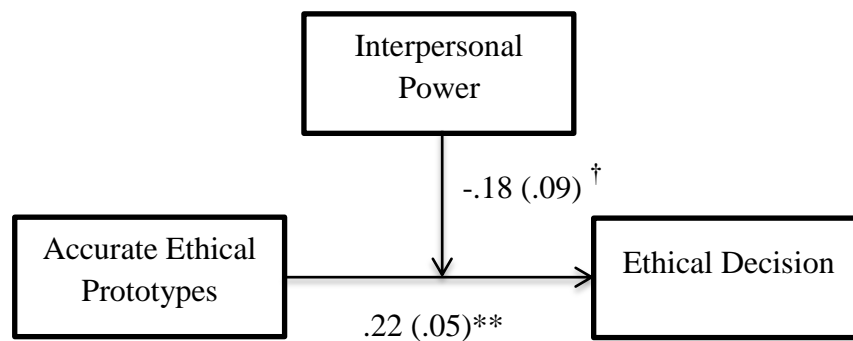 Interpersonal
Power
-.18 (.09) †
Accurate Ethical
Prototypes
Ethical Decision
.22 (.05)**